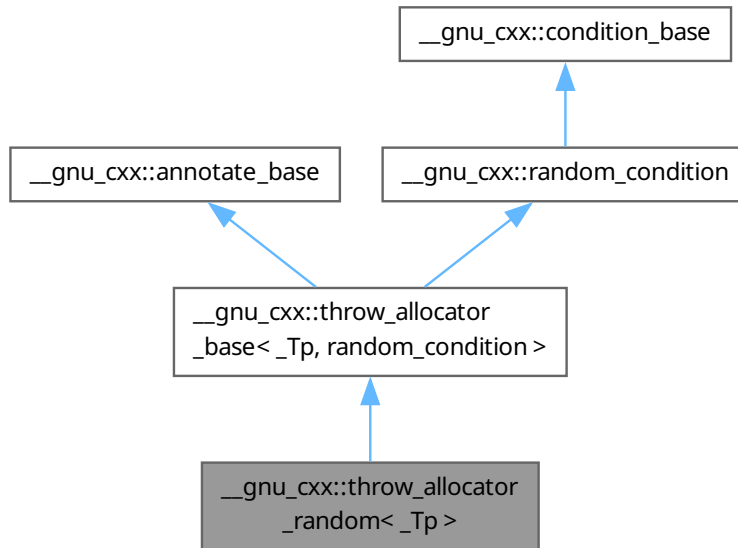 __gnu_cxx::condition_base
__gnu_cxx::annotate_base
__gnu_cxx::random_condition
__gnu_cxx::throw_allocator
_base< _Tp, random_condition >
__gnu_cxx::throw_allocator
_random< _Tp >